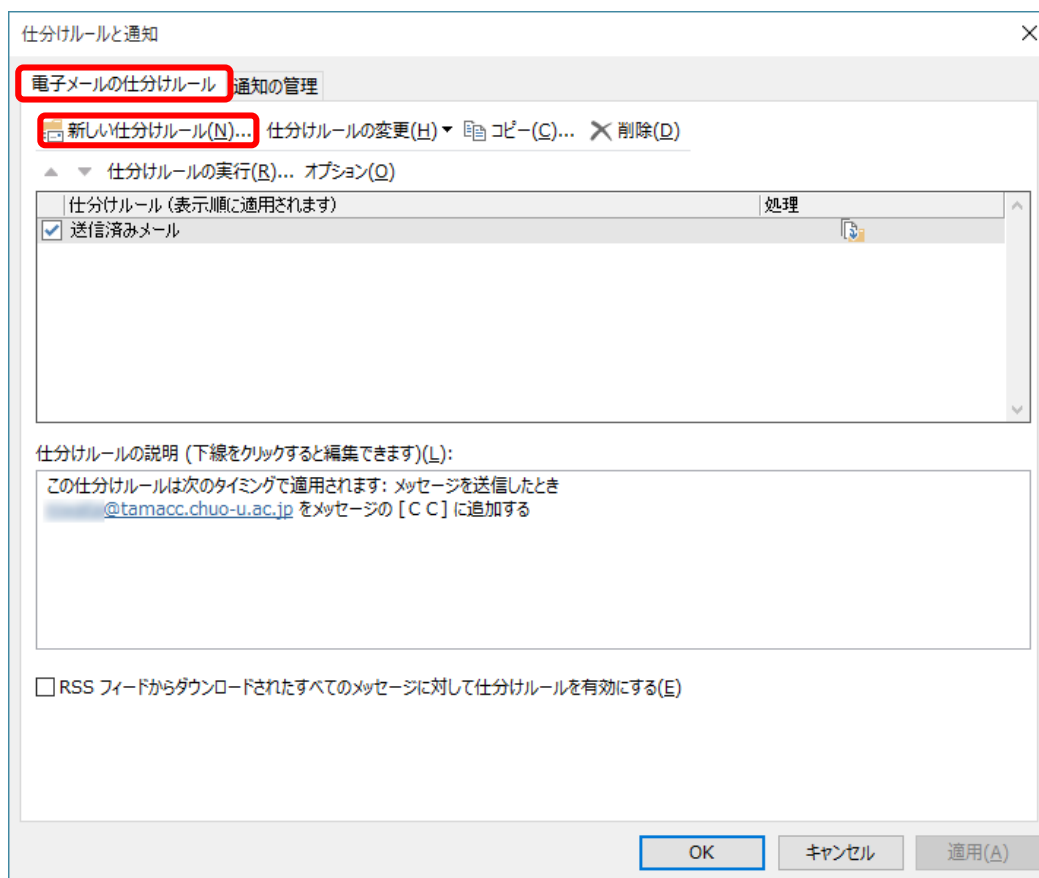 仕分けルールと通知
電子メールの仕分けルール 通知の管理
新しい仕分けルール(N)... 仕分けルールの変更(H) コピー(C)... 削除(D)
仕分けルールの実行(R)... オプション(O)
仕分けルール (表示順に適用されます) 処理
送信済みメール
仕分けルールの説明 (下線をクリックすると編集できます)(L):
この仕分けルールは次のタイミングで適用されます: メッセージを送信したとき
@tamacc.chuo-u.ac.jp をメッセージの [ＣＣ] に追加する
RSS フィードからダウンロードされたすべてのメッセージに対して仕分けルールを有効にする(E)
OK キャンセル 適用(A)